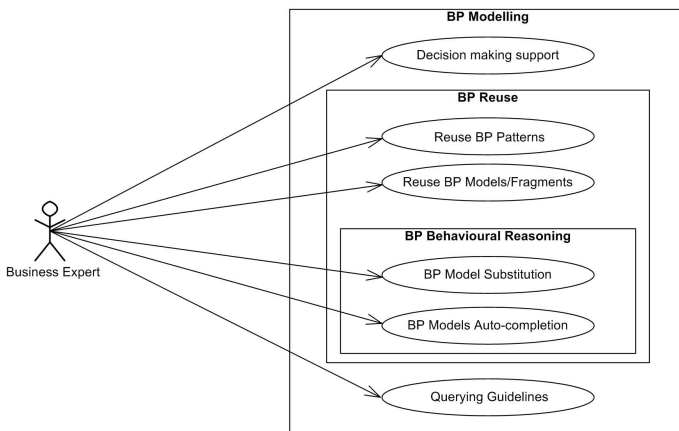 BP Modelling
Decision making support
BP Reuse
Reuse BP Patterns
Reuse BP Models/Fragments
BP Behavioural Reasoning
BP Model Substitution
Business Expert
BP Models Auto-completion
Querying Guidelines